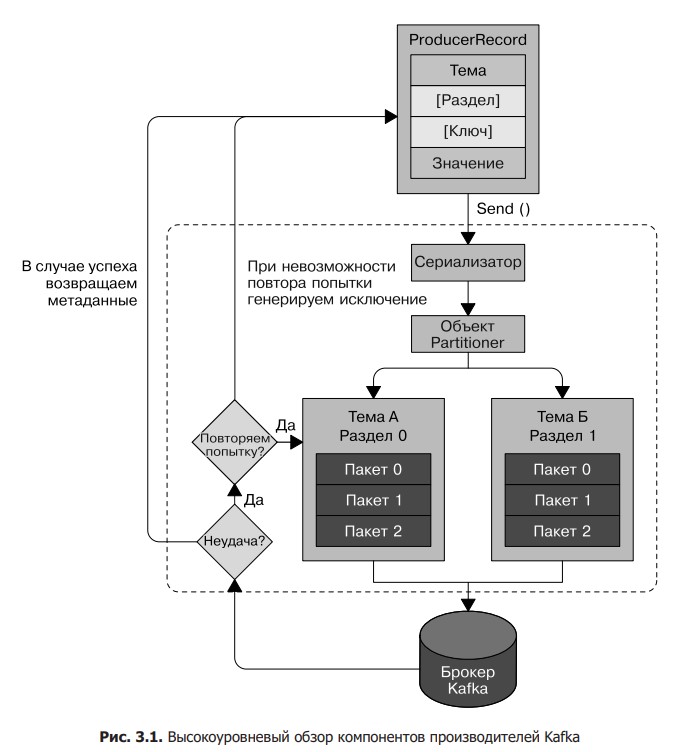 ProducerRecord
Тема
[Раздел]
[Ключ]
Значение
Send ()
Сериализатор
В случае успеха
возвращаем
метаданные
При невозможности
повтора попытки
генерируем исключение
Объект
Partitioner
Повторяем
попытку?
Да
Тема А
Раздел 0
Пакет 0
Пакет 1
Пакет 2
Тема Б
Раздел 1
Пакет 0
Пакет 1
Пакет 2
Да
Неудача?
Брокер
Kafka
Рис. 3.1. Высокоуровневый обзор компонентов производителей Kafka